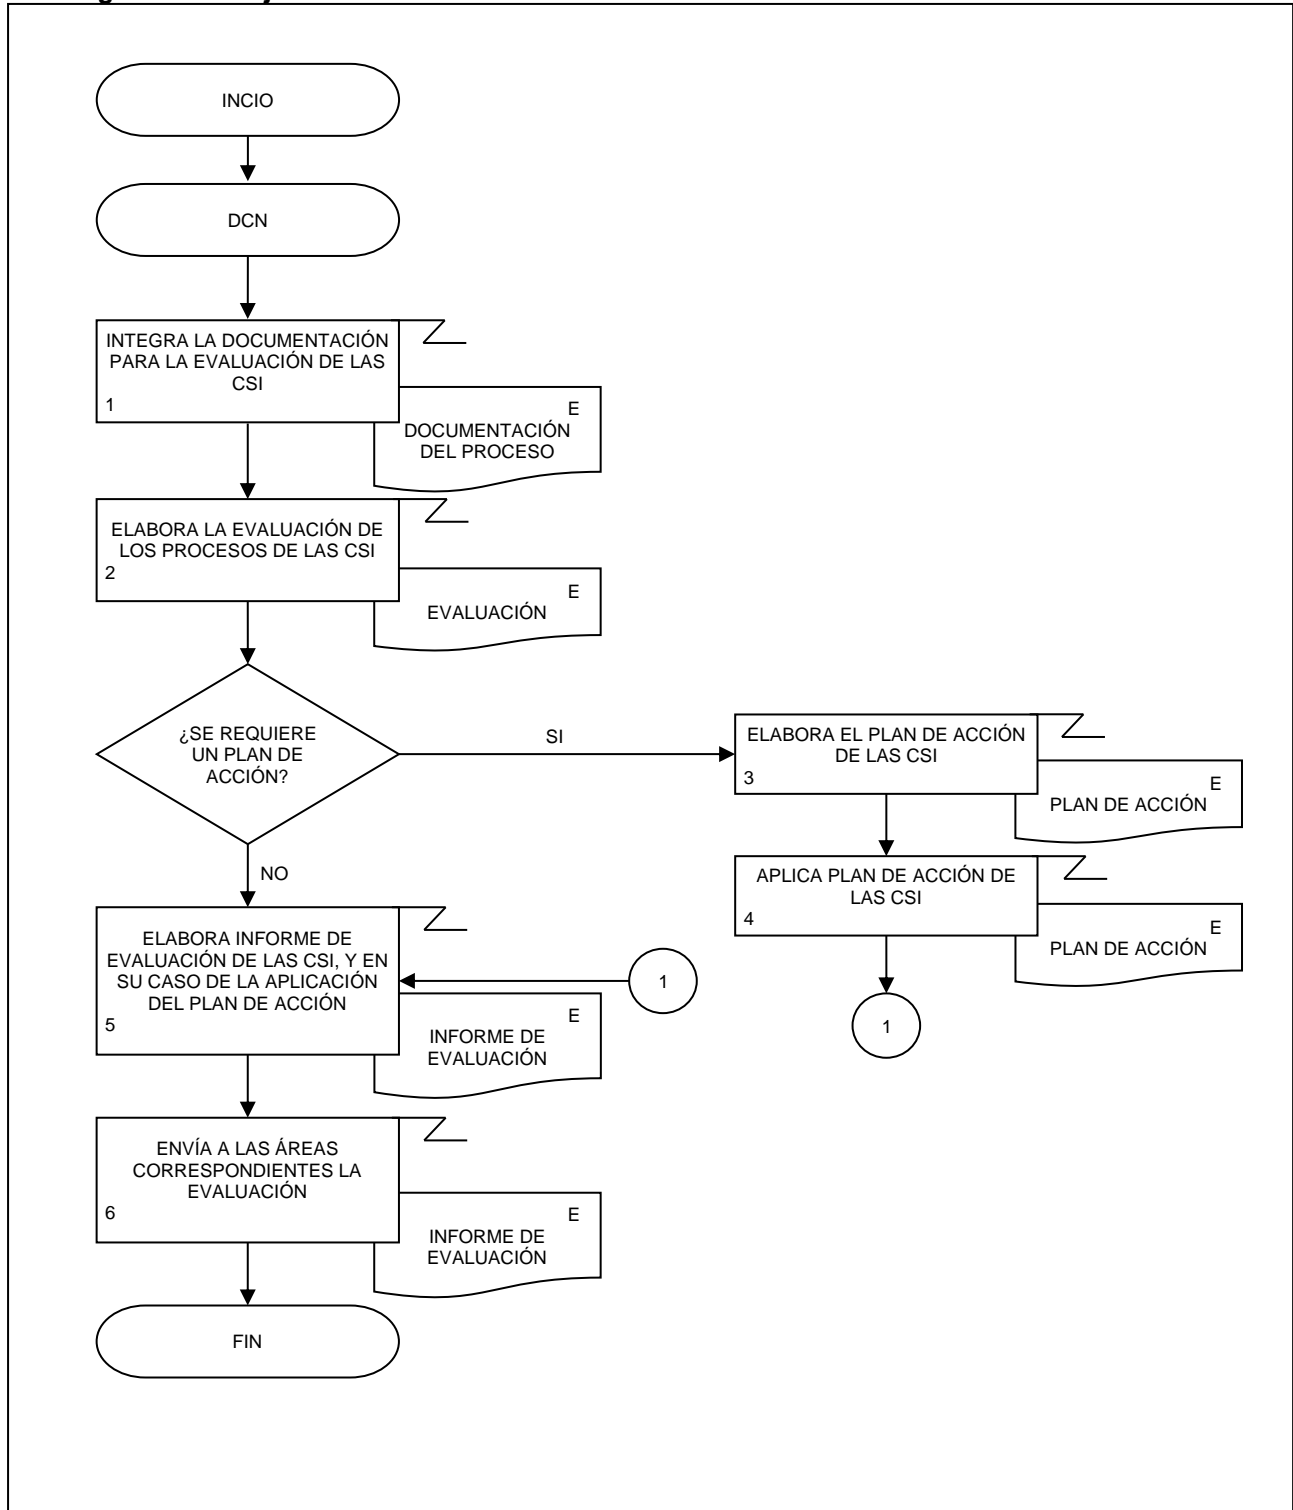 INCIO
DCN
INTEGRA LA DOCUMENTACIÓN
PARA LA EVALUACIÓN DE LAS
CSI
1
E
DOCUMENTACIÓN
DEL PROCESO
ELABORA LA EVALUACIÓN DE
LOS PROCESOS DE LAS CSI
2
E
EVALUACIÓN
¿SE REQUIERE
UN PLAN DE
ACCIÓN?
SI
NO
ELABORA EL PLAN DE ACCIÓN
DE LAS CSI
3
E
PLAN DE ACCIÓN
APLICA PLAN DE ACCIÓN DE
LAS CSI
4
E
PLAN DE ACCIÓN
1
ELABORA INFORME DE
EVALUACIÓN DE LAS CSI, Y EN
SU CASO DE LA APLICACIÓN
DEL PLAN DE ACCIÓN
5
1
E
INFORME DE
EVALUACIÓN
ENVÍA A LAS ÁREAS
CORRESPONDIENTES LA
EVALUACIÓN
6
E
INFORME DE
EVALUACIÓN
FIN